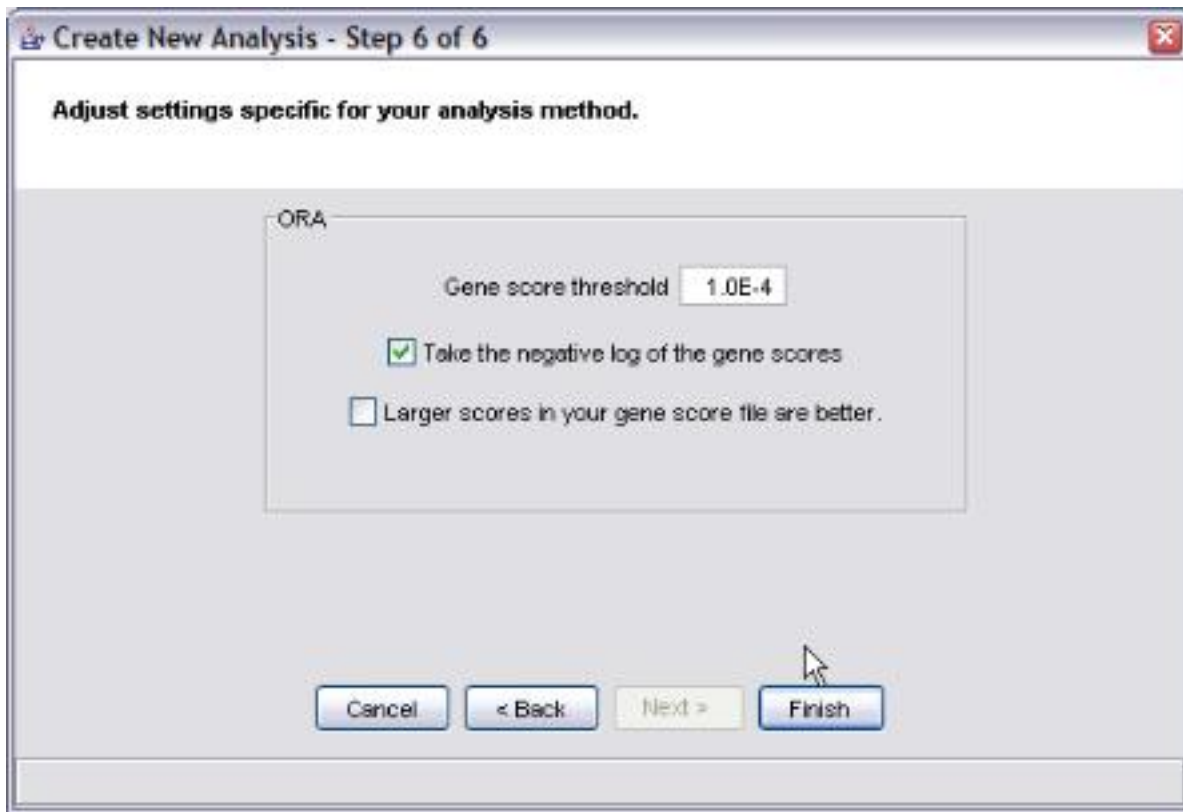 Create New Analysis - Step 6 of 6
Adjust settings specific for your analysis method.
ORA
Gene score threshold 1.0E-4
Take the negative log of the gene scores
Larger scores in your gene score file are better.
Cancel < Back Next > Finish